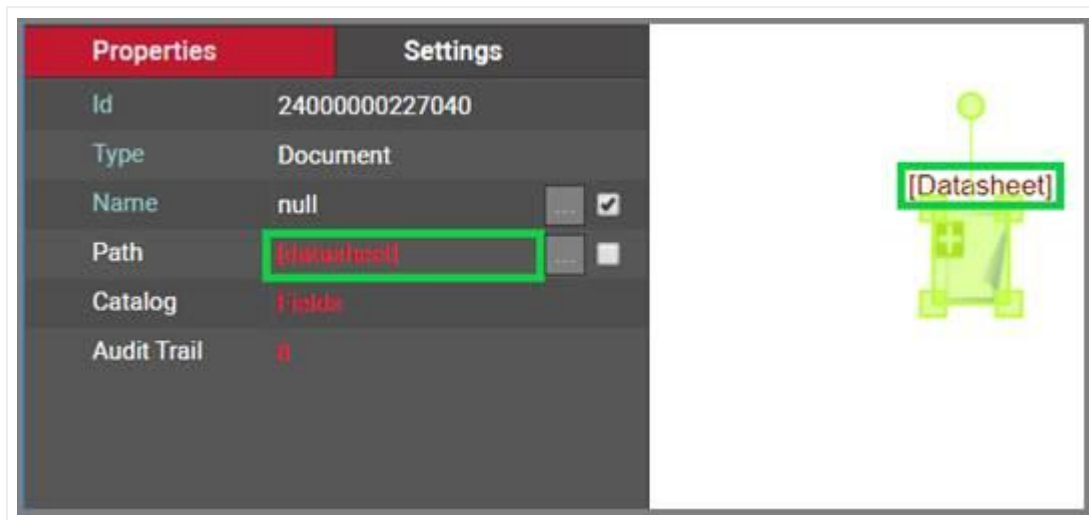 Properties Settings
Id 24000000227040
Type Document
Name null ...
Path [datasheet] ...
Catalog Fields
Audit Trail 0
[Datasheet]